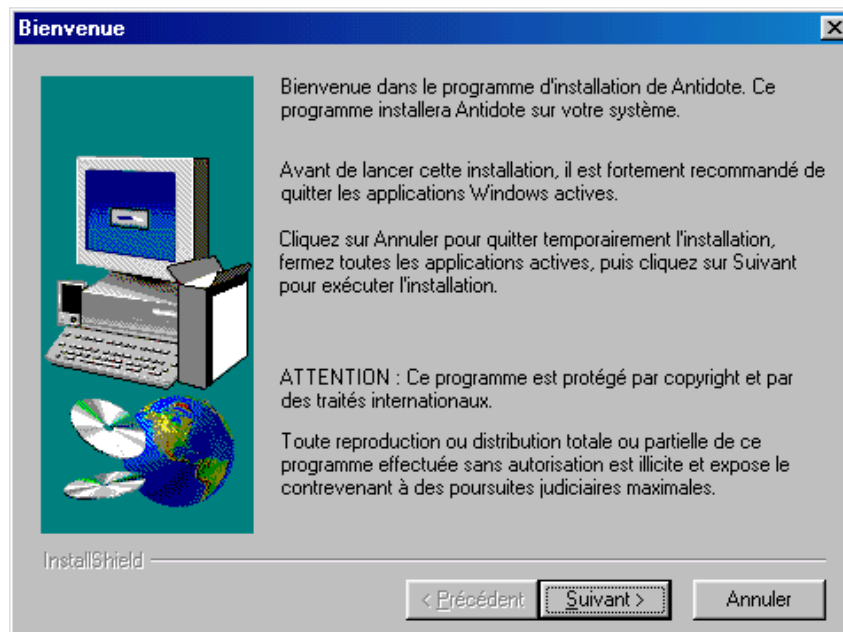 Bienvenue
Bienvenue dans le programme d'installation de Antidote. Ce
programme installera Antidote sur votre système.
Avant de lancer cette installation, il est fortement recommandé de
quitter les applications Windows actives.
Cliquez sur Annuler pour quitter temporairement l'installation,
fermez toutes les applications actives, puis cliquez sur Suivant
pour exécuter l'installation.
ATTENTION : Ce programme est protégé par copyright et par
des traités internationaux.
Toute reproduction ou distribution totale ou partielle de ce
programme effectuée sans autorisation est illicite et expose le
contrevenant à des poursuites judiciaires maximales.
InstallShield
< Précédent Suivant > Annuler